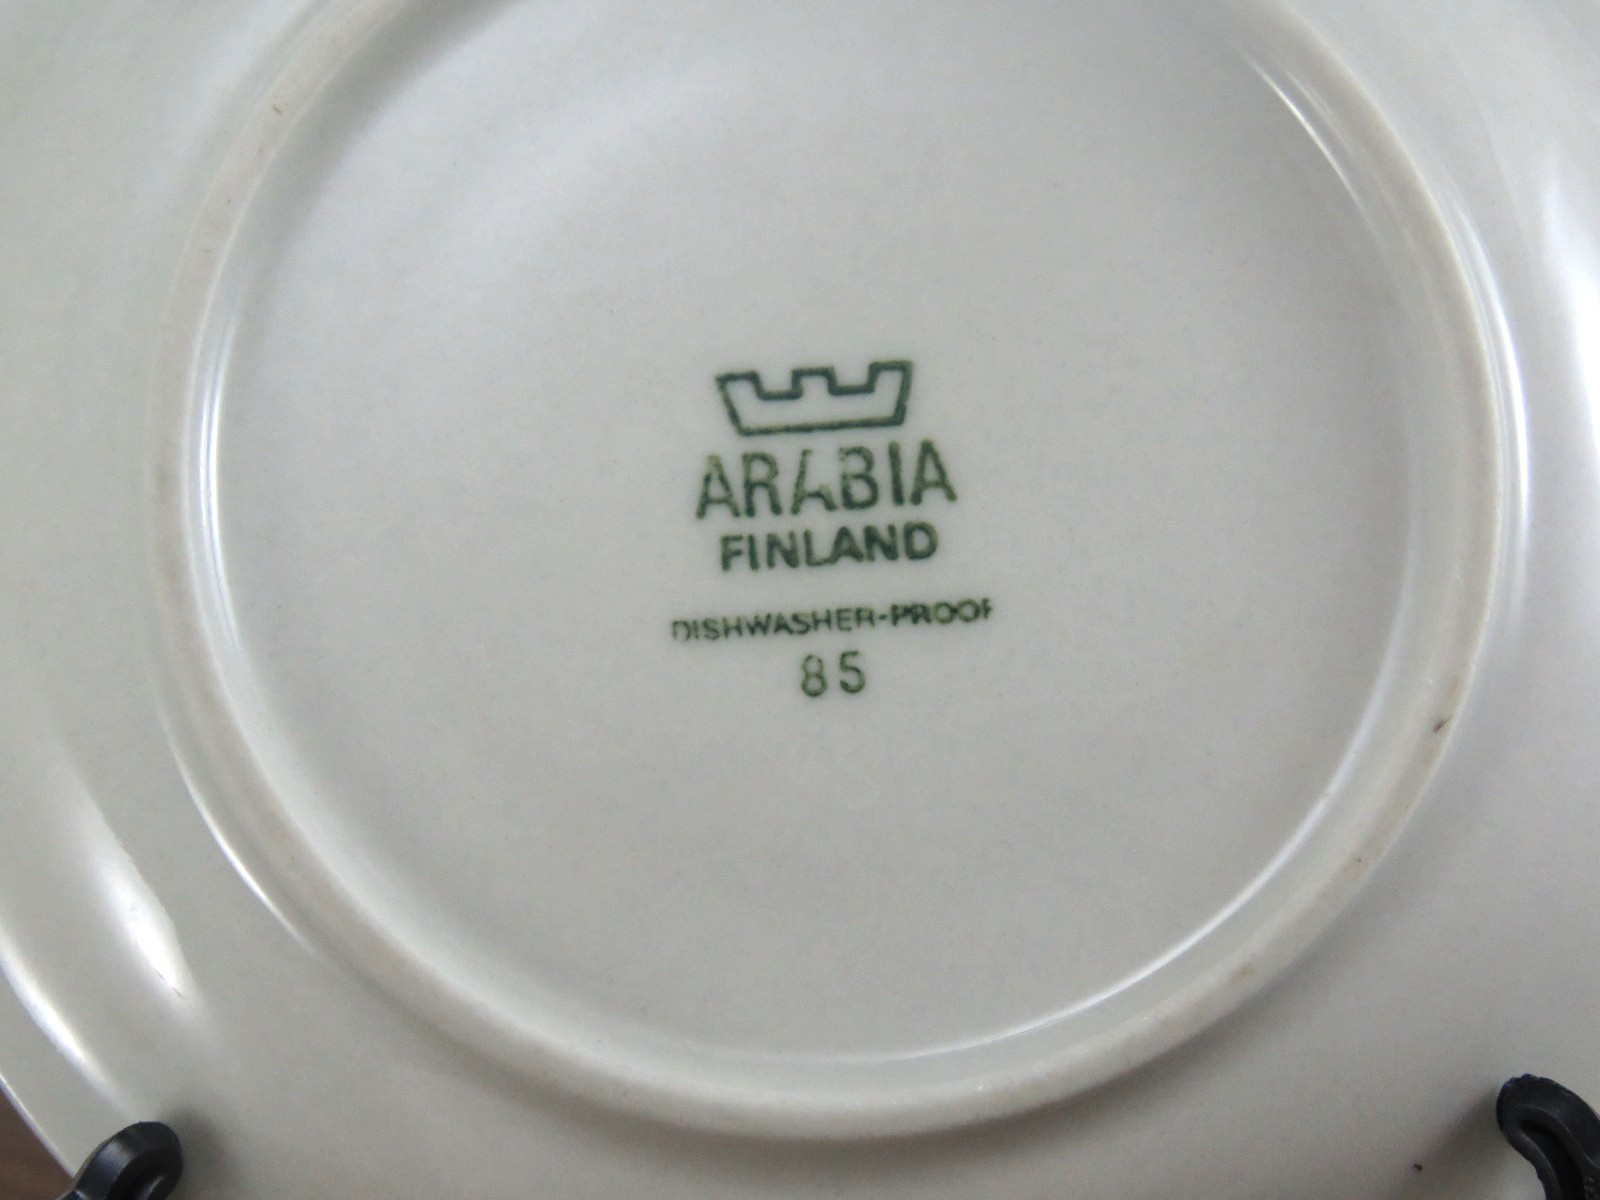 ARABIA
FINLAND
DISHWASHER-PROOF
85